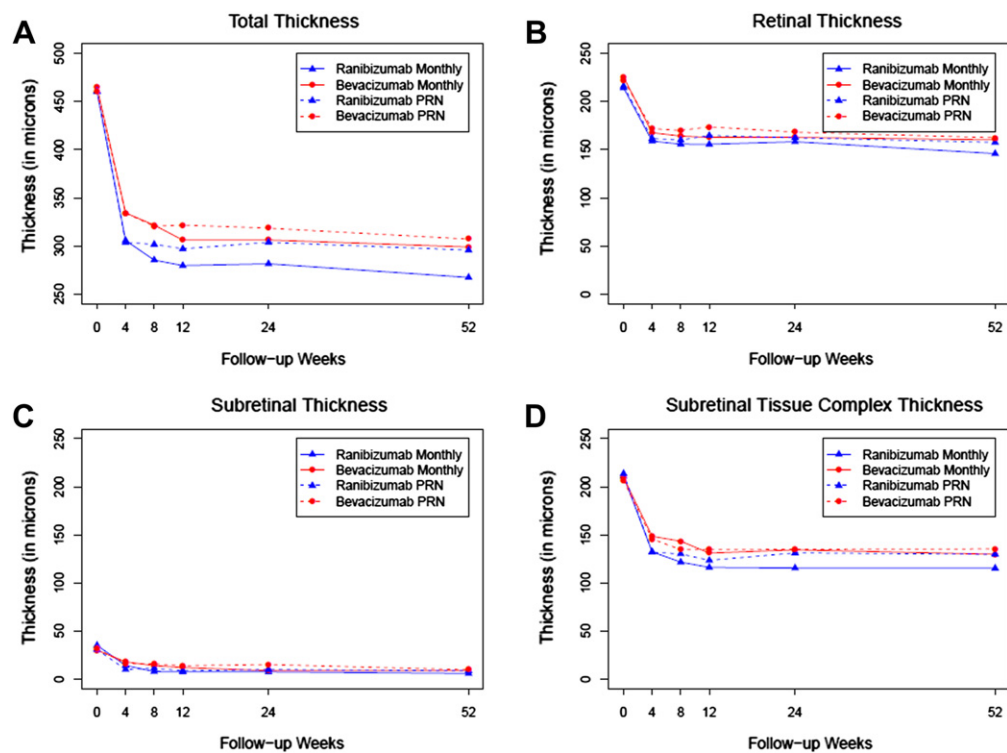 A
Total Thickness
Thickness (in microns)
500
450
400
350
300
250
Ranibizumab Monthly
Bevacizumab Monthly
Ranibizumab PRN
Bevacizumab PRN
0 4 8 12 24 52
Follow-up Weeks
B
Retinal Thickness
Thickness (in microns)
250
200
150
100
50
0
Ranibizumab Monthly
Bevacizumab Monthly
Ranibizumab PRN
Bevacizumab PRN
0 4 8 12 24 52
Follow-up Weeks
C
Subretinal Thickness
Thickness (in microns)
250
200
150
100
50
0
Ranibizumab Monthly
Bevacizumab Monthly
Ranibizumab PRN
Bevacizumab PRN
0 4 8 12 24 52
Follow-up Weeks
D
Subretinal Tissue Complex Thickness
Thickness (in microns)
250
200
150
100
50
0
Ranibizumab Monthly
Bevacizumab Monthly
Ranibizumab PRN
Bevacizumab PRN
0 4 8 12 24 52
Follow-up Weeks